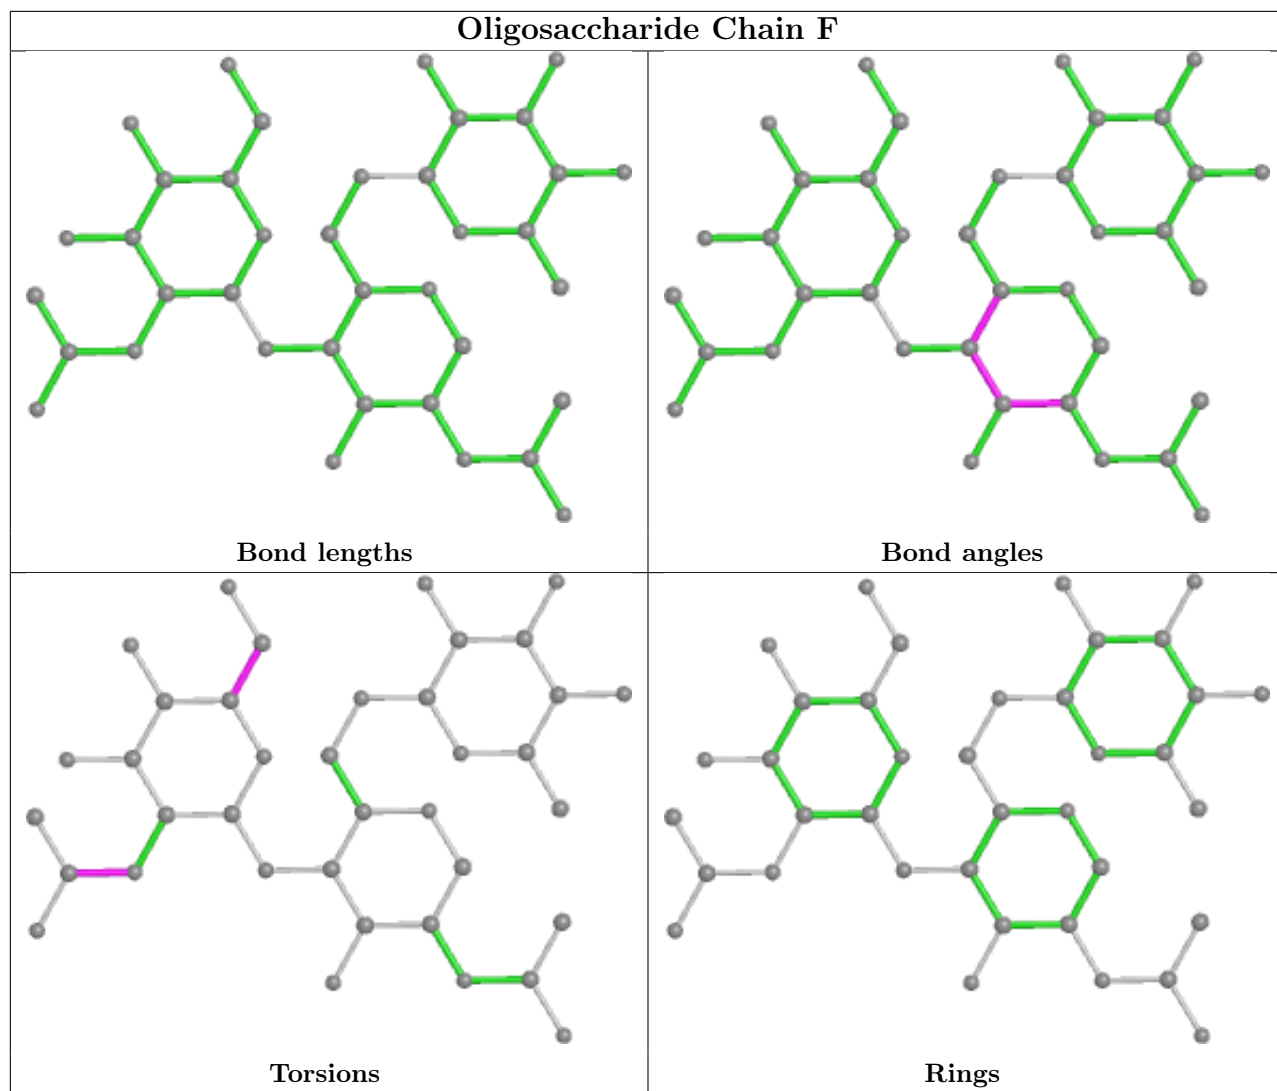 Oligosaccharide Chain F
Bond lengths
Bond angles
Torsions
Rings